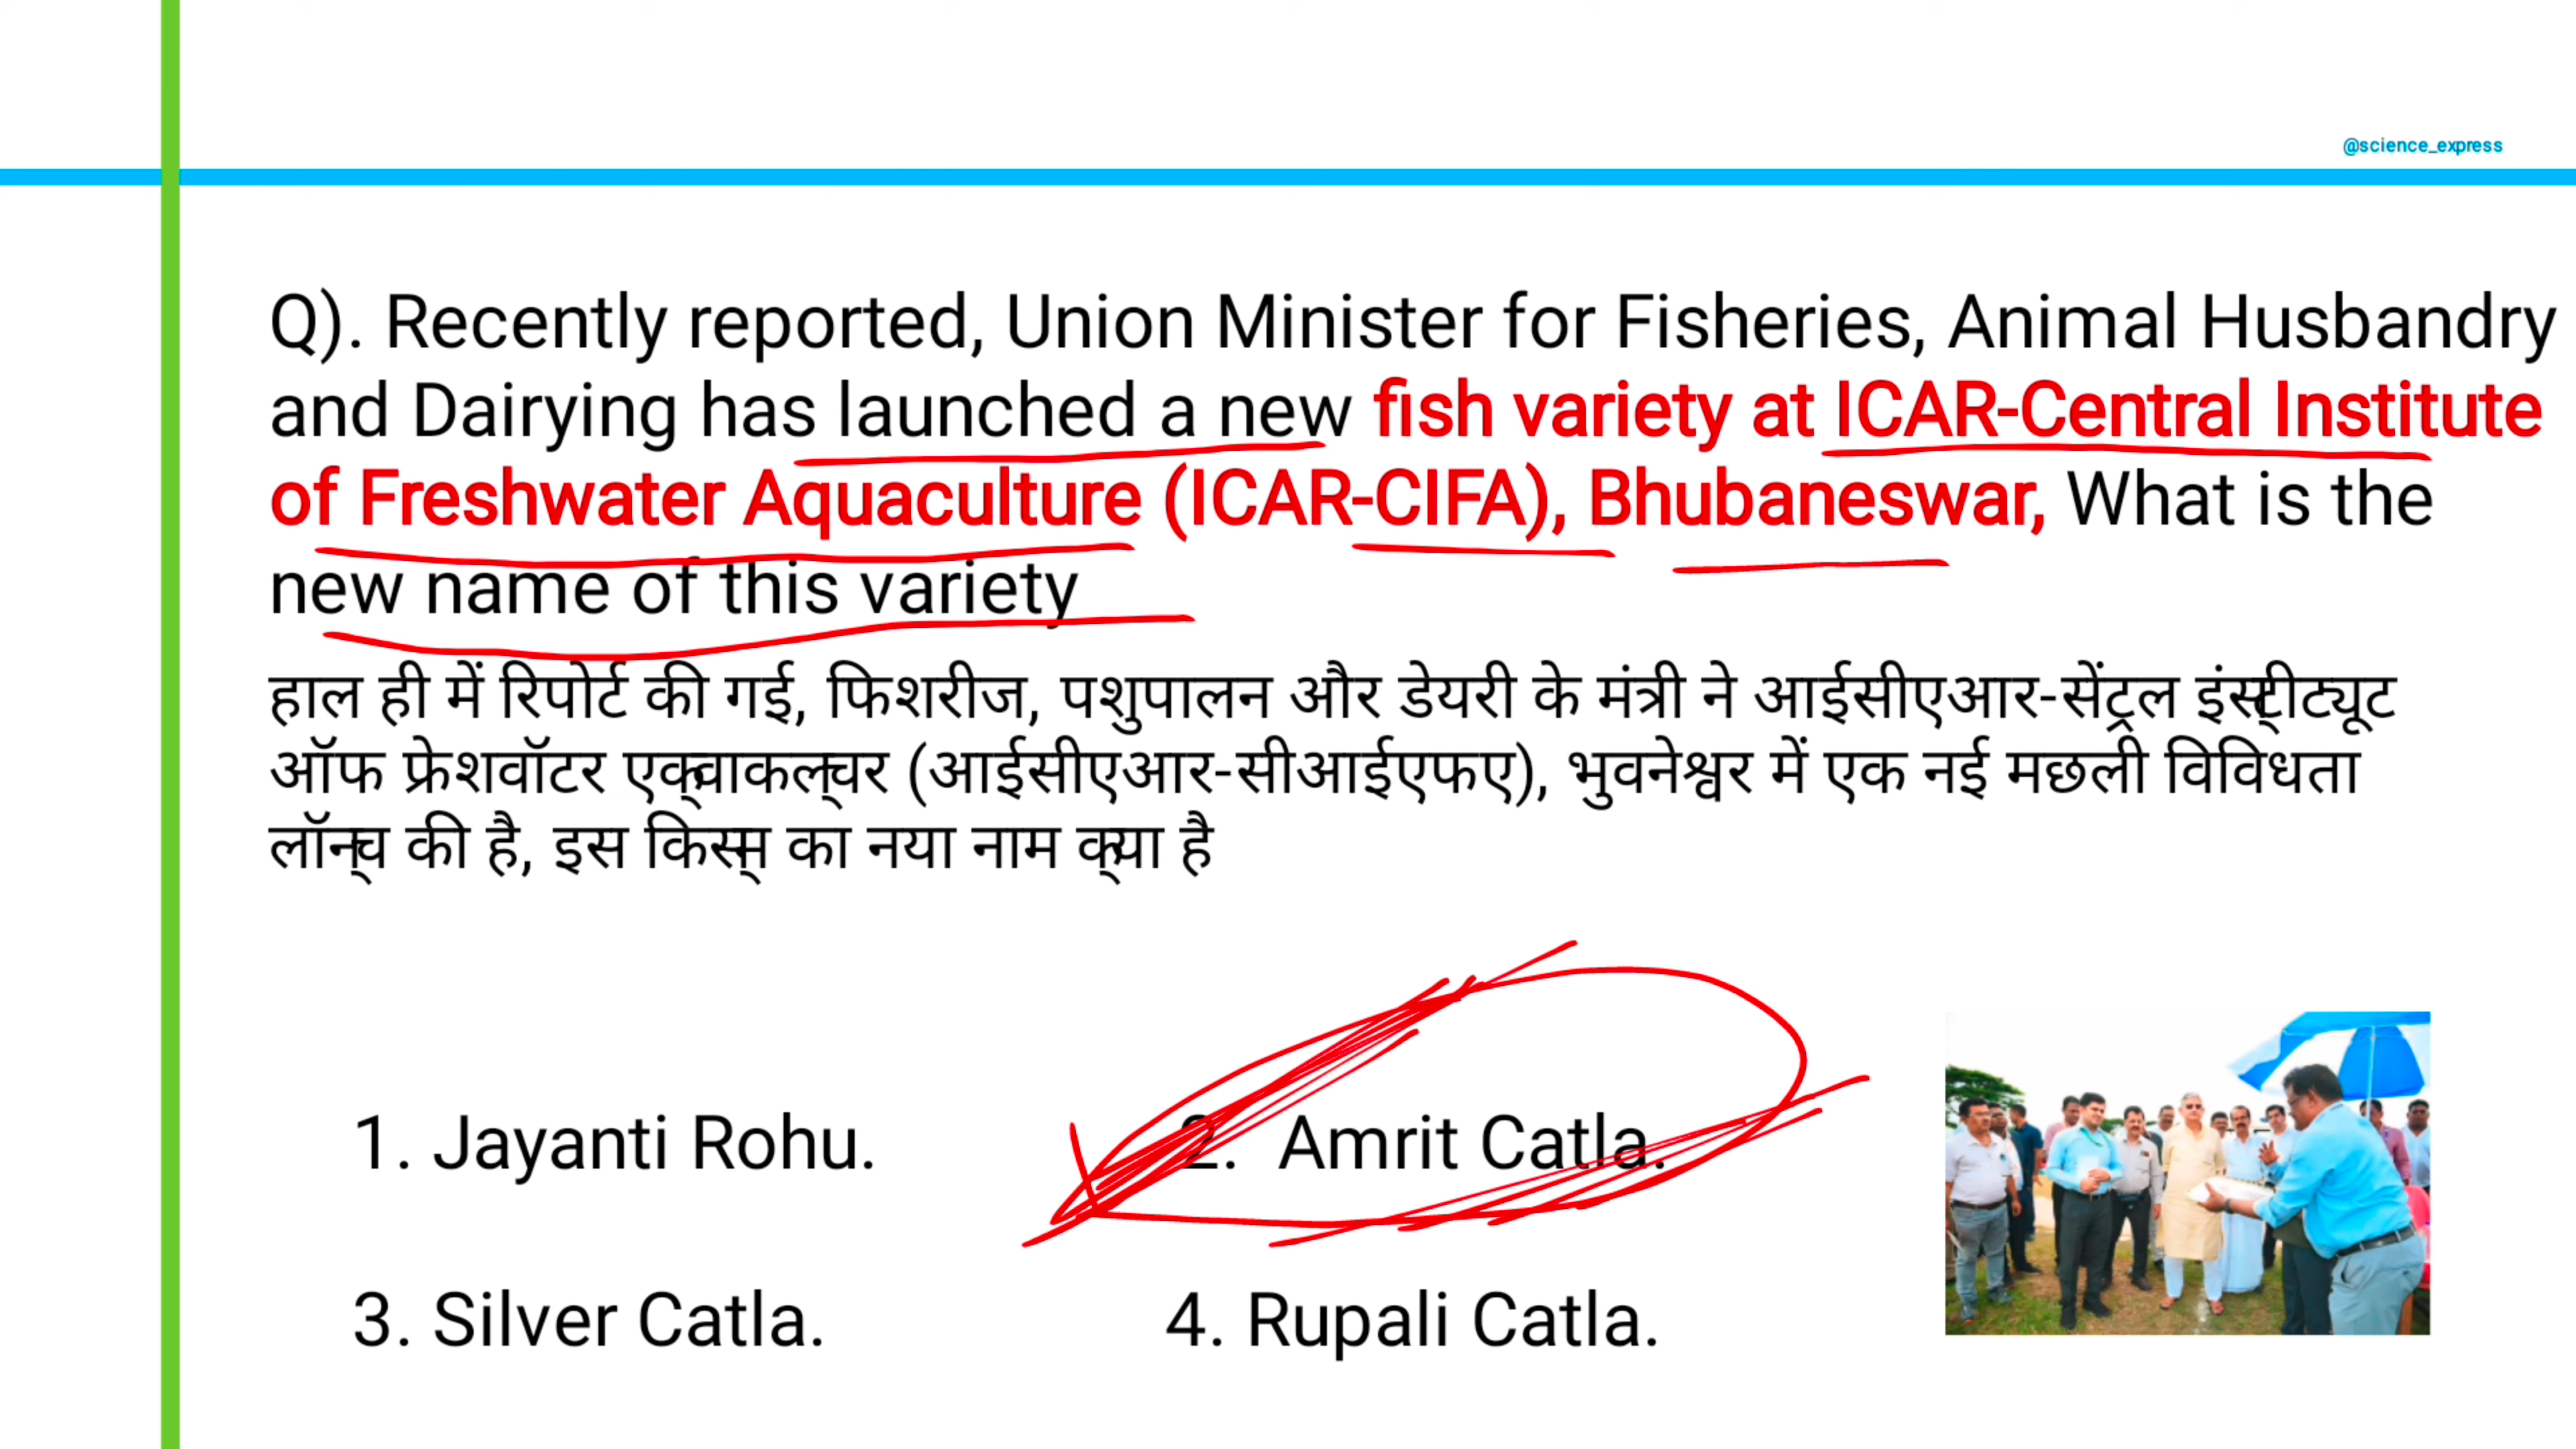 @science_express
Q). Recently reported, Union Minister for Fisheries, Animal Husbandry
and Dairying has launched a new fish variety at ICAR-Central Institute
of Freshwater Aquaculture (ICAR-CIFA), Bhubaneswar, What is the
new name of this variety
हाल ही में रिपोर्ट की गई, फिशरीज, पशुपालन और डेयरी के मंत्री ने आईसीएआर-सेंट्रल इंस्टीट्यूट
ऑफ फ्रेशवॉटर एक्वाकल्चर (आईसीएआर-सीआईएफए), भुवनेश्वर में एक नई मछली विविधता
लॉन्च की है, इस किस्म का नया नाम क्या है
1. Jayanti Rohu.
2. Amrit Catla.
3. Silver Catla.
4. Rupali Catla.